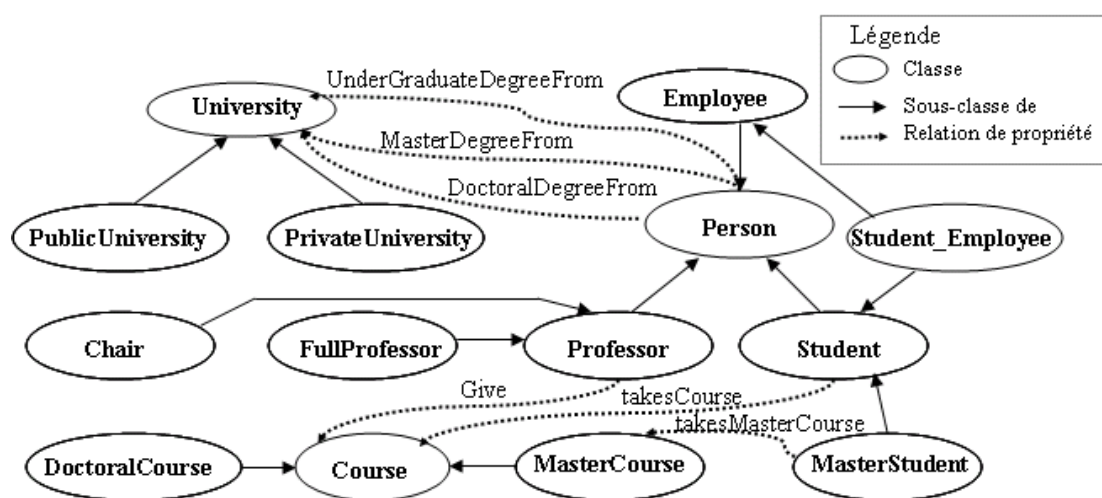 Légende
Classe
Sous-classe de
Relation de propriété
UnderGraduateDegreeFrom
Employee
University
MasterDegreeFrom
DoctoralDegreeFrom
PublicUniversity
PrivateUniversity
Person
Student_Employee
Chair
FullProfessor
Professor
Student
Give
takesCourse
takesMasterCourse
DoctoralCourse
Course
MasterCourse
MasterStudent